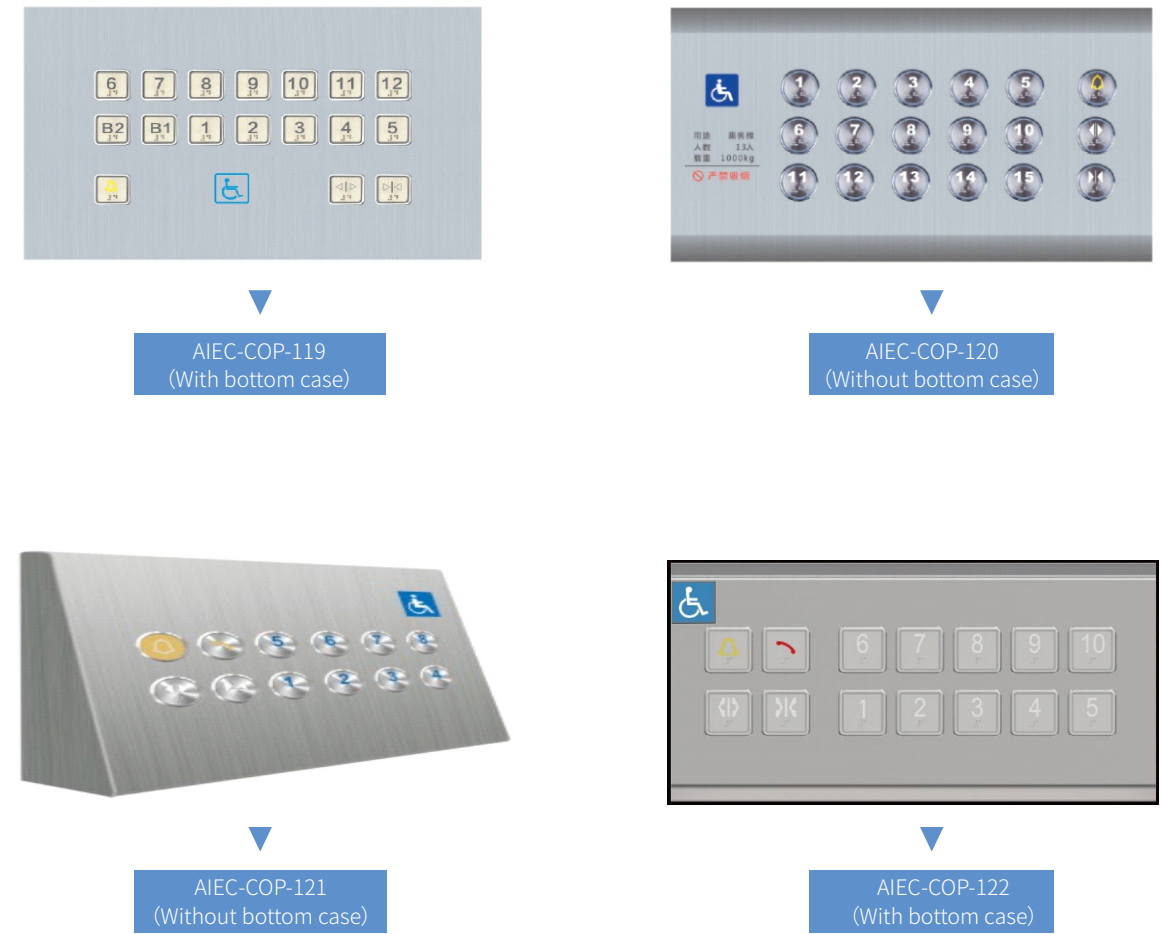 6 7 8 9 10 11 12
B2 B1 1 2 3 4 5
AIEC-COP-119
(With bottom case)
1 2 3 4 5
用途 乘客梯
人数 13人
载重 1000kg
严禁吸烟
6 7 8 9 10
11 12 13 14 15
AIEC-COP-120
(Without bottom case)
5 6 7 8
1 2 3 4
AIEC-COP-121
(Without bottom case)
6 7 8 9 10
1 2 3 4 5
AIEC-COP-122
(With bottom case)